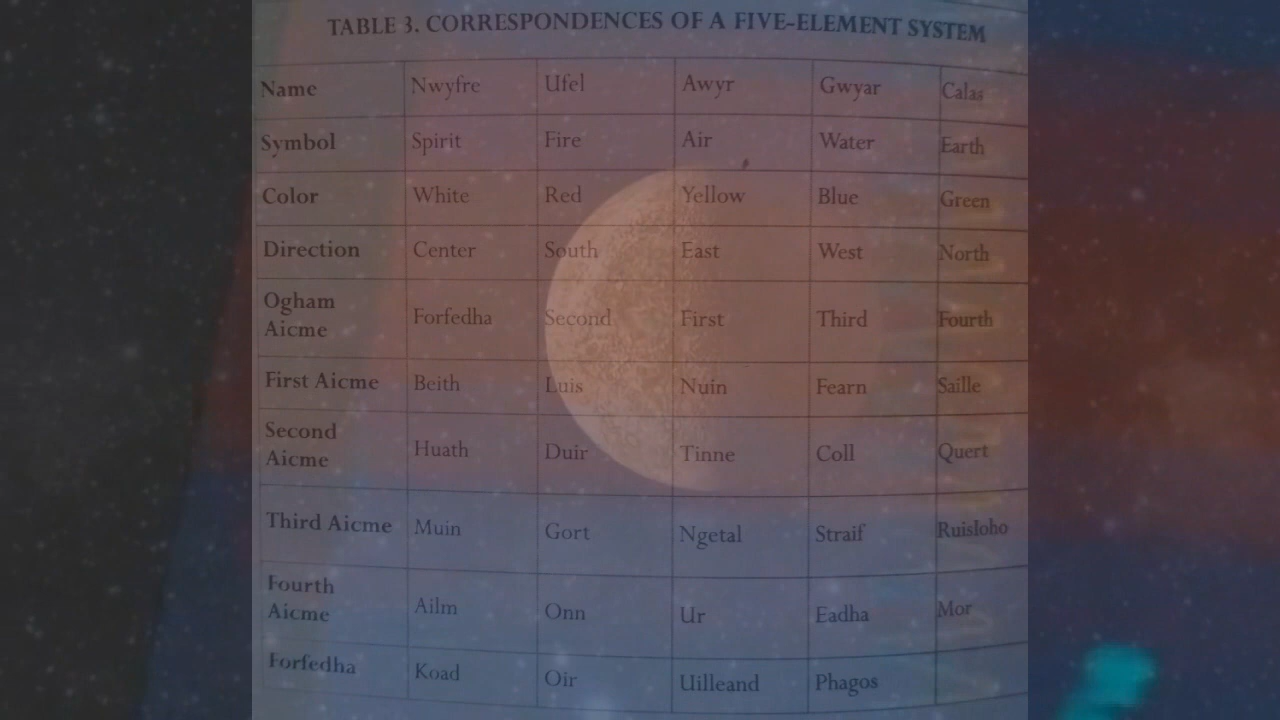 TABLE 3. CORRESPONDENCES OF A FIVE-ELEMENT SYSTEM
Name Nwyfre Ufel Awyr Gwyar Calas
Symbol Spirit Fire Air Water Earth
Color White Red Yellow Blue Green
Direction Center South East West North
Ogham
Aicme Forfedha Second First Third Fourth
First Aicme Beith Luis Nuin Fearn Saille
Second
Aicme Huath Duir Tinne Coll Quert
Third Aicme Muin Gort Ngetal Straif RuisIoho
Fourth
Aicme Ailm Onn Ur Eadha Mor
Forfedha Koad Oir Uilleand Phagos